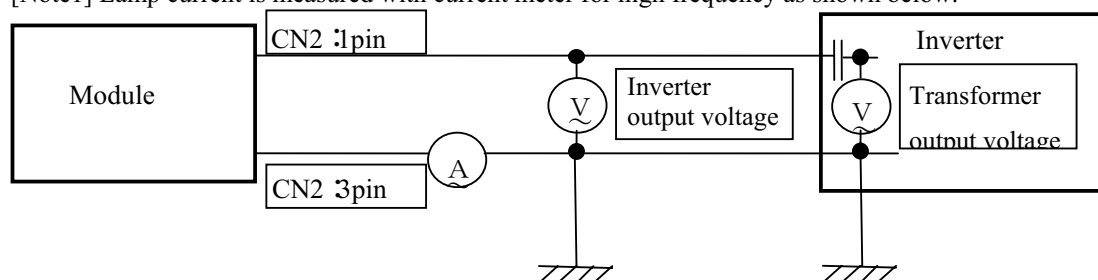 [Note1] Lamp current is measured with current meter for high frequency as shown below.
CN2 :1pin
Inverter
Module
Inverter
output voltage
V
V
Transformer
output voltage
A
CN2 :3pin